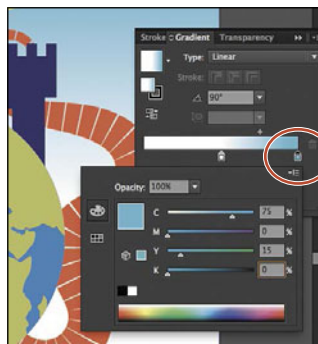 Stroke Gradient Transparency
Type: Linear
Stroke:
90°
Opacity: 100%
C 75 %
M 0 %
Y 15 %
K 0 %